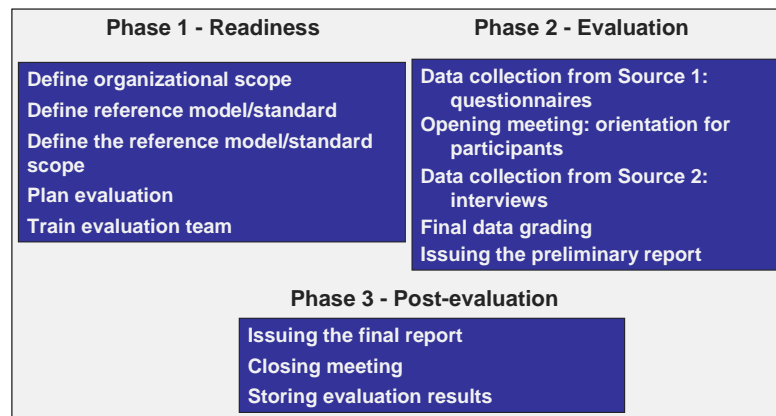 Phase 1 - Readiness
Define organizational scope
Define reference model/standard
Define the reference model/standard
scope
Plan evaluation
Train evaluation team
Phase 2 - Evaluation
Data collection from Source 1:
questionnaires
Opening meeting: orientation for
participants
Data collection from Source 2:
interviews
Final data grading
Issuing the preliminary report
Phase 3 - Post-evaluation
Issuing the final report
Closing meeting
Storing evaluation results